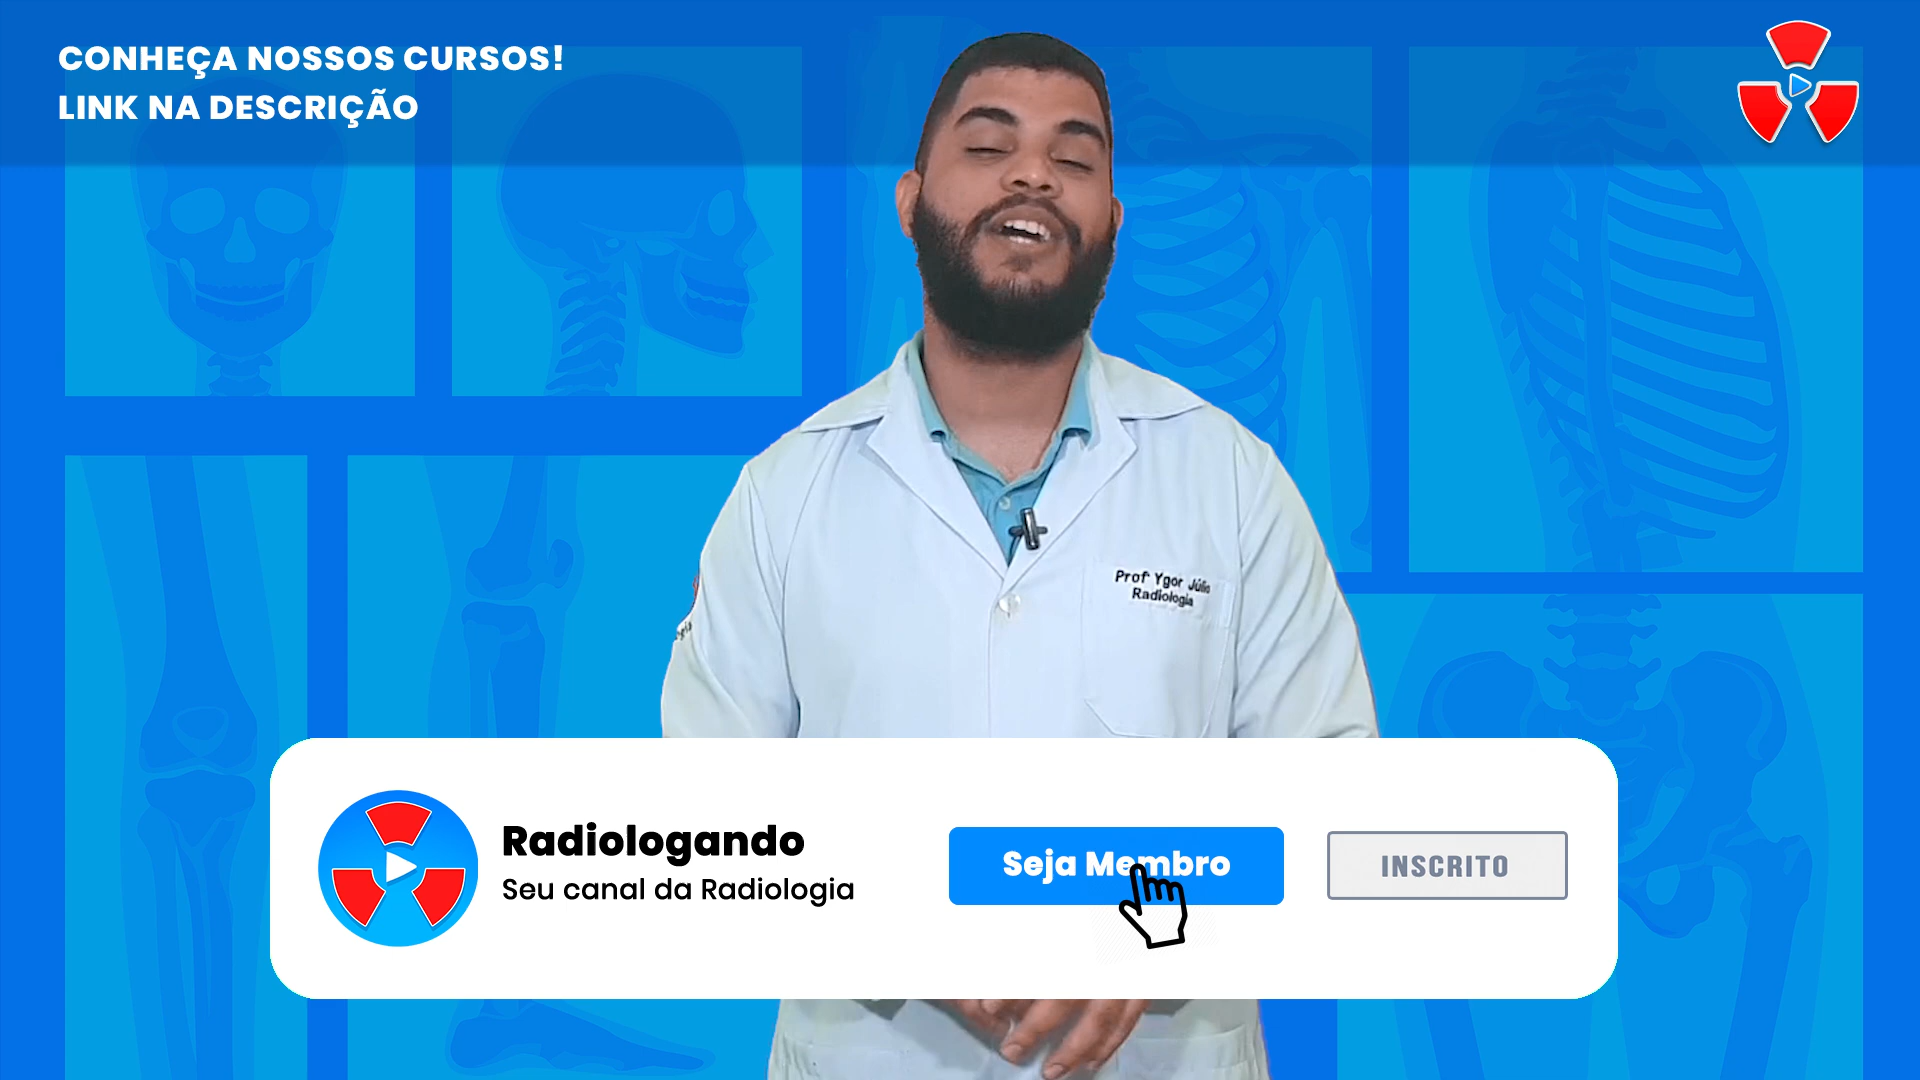 CONHEÇA NOSSOS CURSOS!
LINK NA DESCRIÇÃO
Prof Ygor Júlio
Radiologia
Radiologando
Seu canal da Radiologia
Seja Membro
INSCRITO